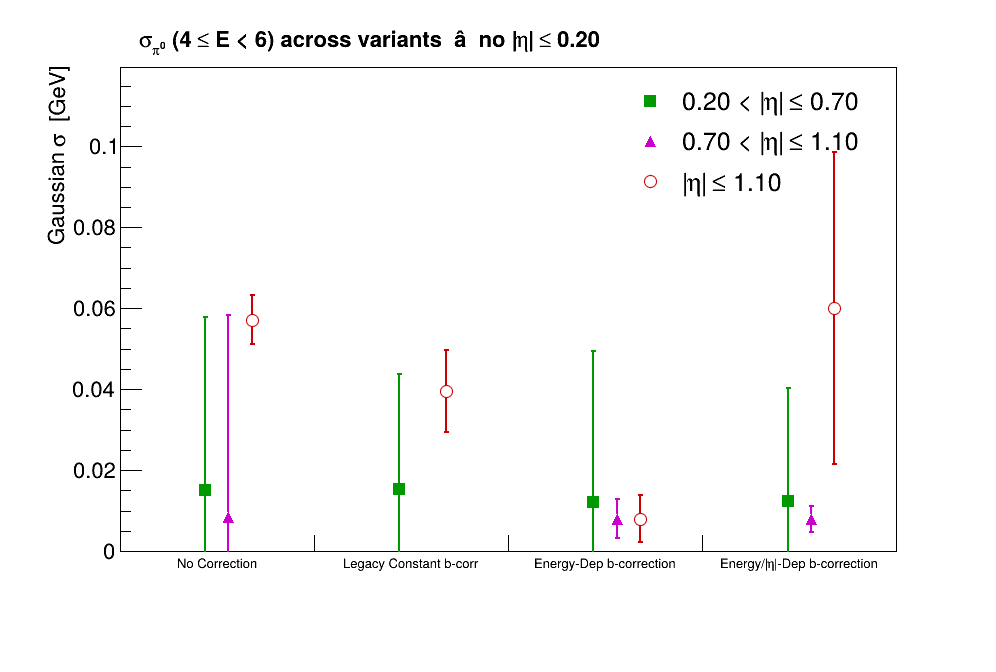 σπ⁰ (4 ≤ E < 6) across variants â no |η| ≤ 0.20
Gaussian σ [GeV]
0.20 < |η| ≤ 0.70
0.70 < |η| ≤ 1.10
|η| ≤ 1.10
0.1
0.08
0.06
0.04
0.02
0
No Correction
Legacy Constant b-corr
Energy-Dep b-correction
Energy/|η|-Dep b-correction